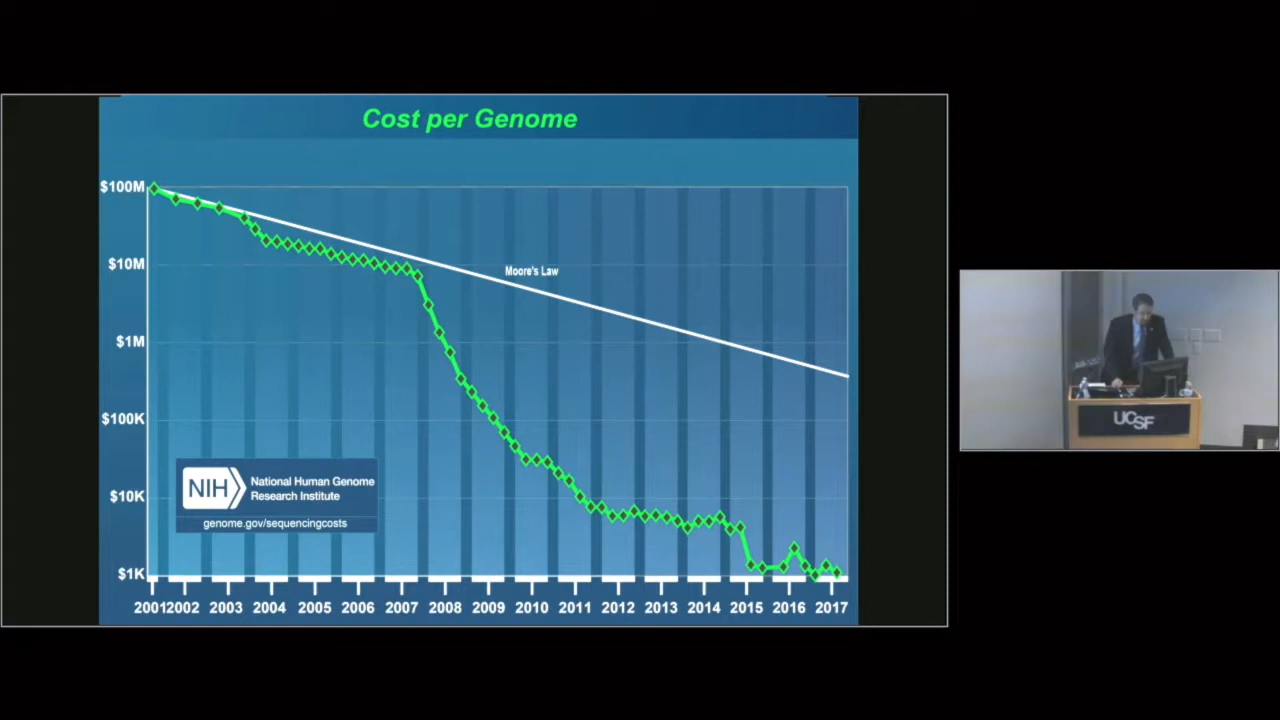 Cost per Genome
$100M
$10M
$1M
$100K
$10K
$1K
Moore's Law
NIH
National Human Genome
Research Institute
genome.gov/sequencingcosts
2001 2002 2003 2004 2005 2006 2007 2008 2009 2010 2011 2012 2013 2014 2015 2016 2017
UCSF